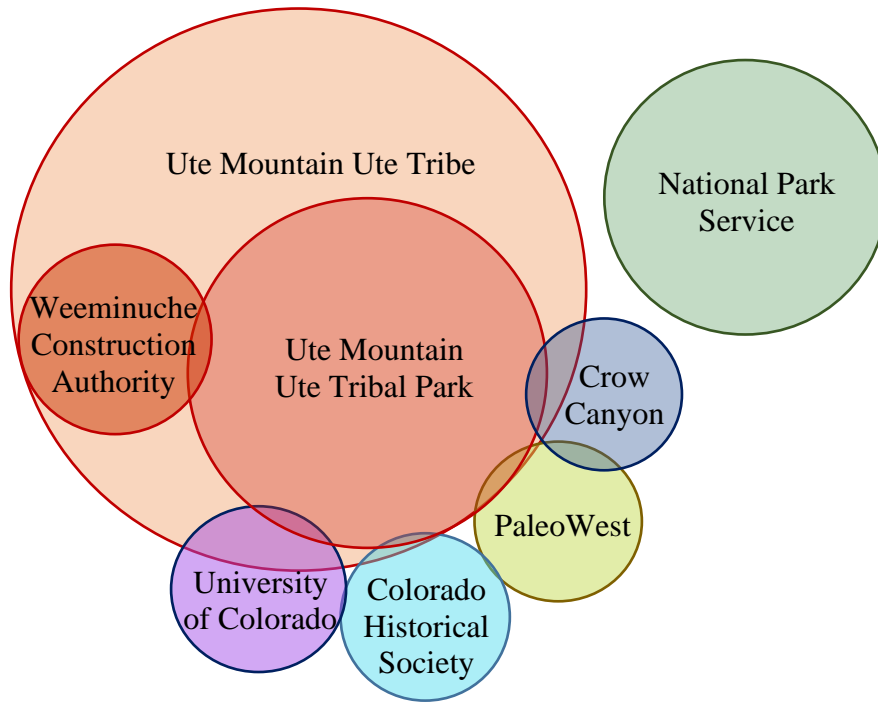 Ute Mountain Ute Tribe
National Park
Service
Weeminuche
Construction
Authority
Ute Mountain
Ute Tribal Park
Crow
Canyon
PaleoWest
University
of Colorado
Colorado
Historical
Society